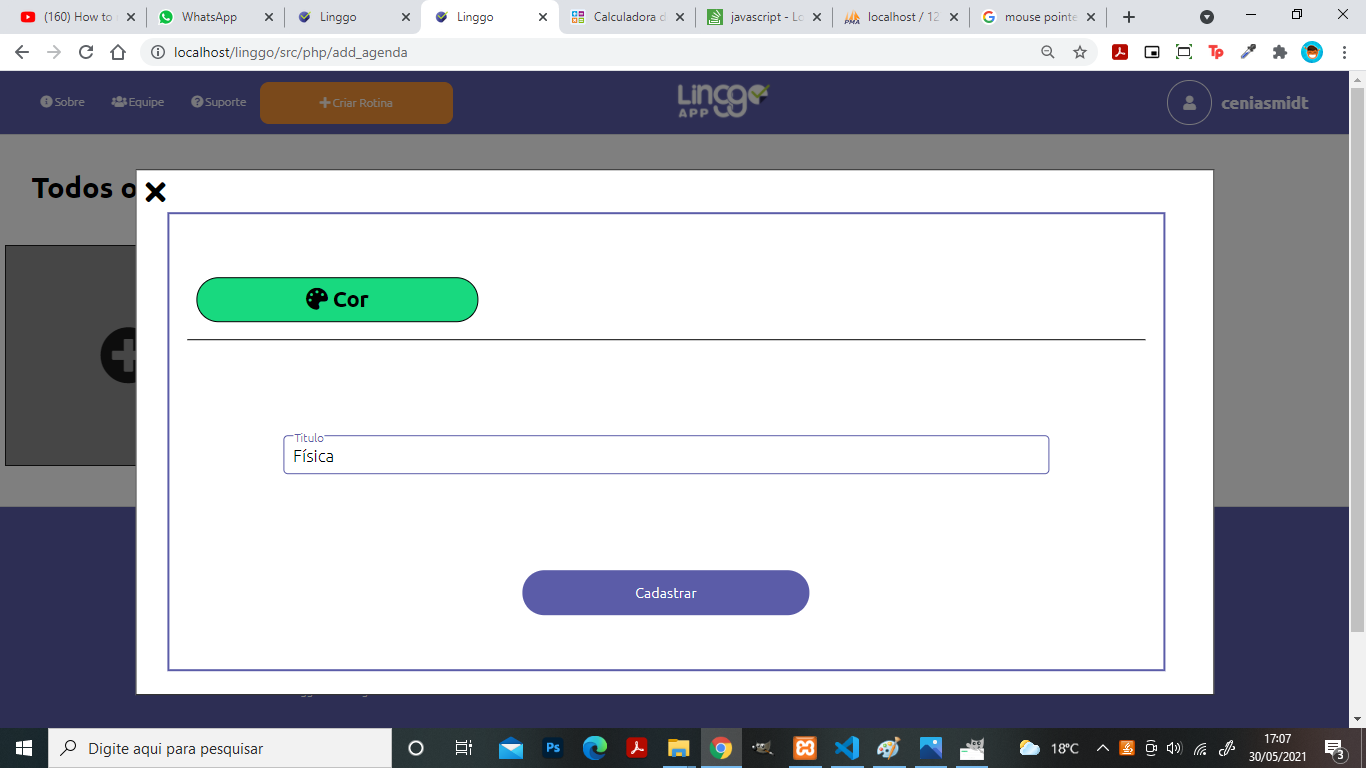 (160) How to
WhatsApp
Linggo
Linggo
Calculadora d
javascript - Lo
localhost / 12
mouse pointe
localhost/linggo/src/php/add_agenda
Sobre
Equipe
Suporte
Criar Rotina
Lincgo
APP
ceniasmidt
Todos o
Cor
Título
Física
Cadastrar
Digite aqui para pesquisar
18°C
17:07
30/05/2021
3